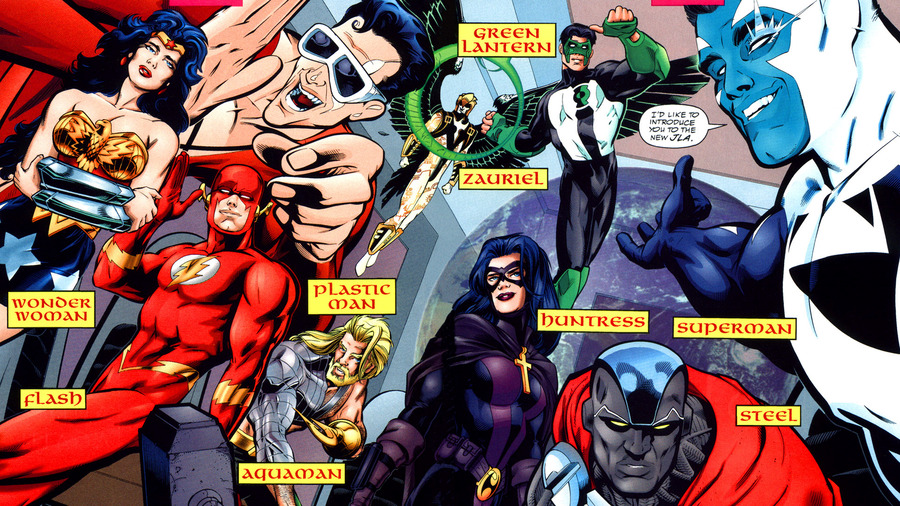 GREEN
LANTERN
I'D LIKE TO
INTRODUCE
YOU TO THE
NEW JLA.
ZAURIEL
WONDER
WOMAN
PLASTIC
MAN
HUNTRESS
SUPERMAN
FLASH
STEEL
AQUAMAN